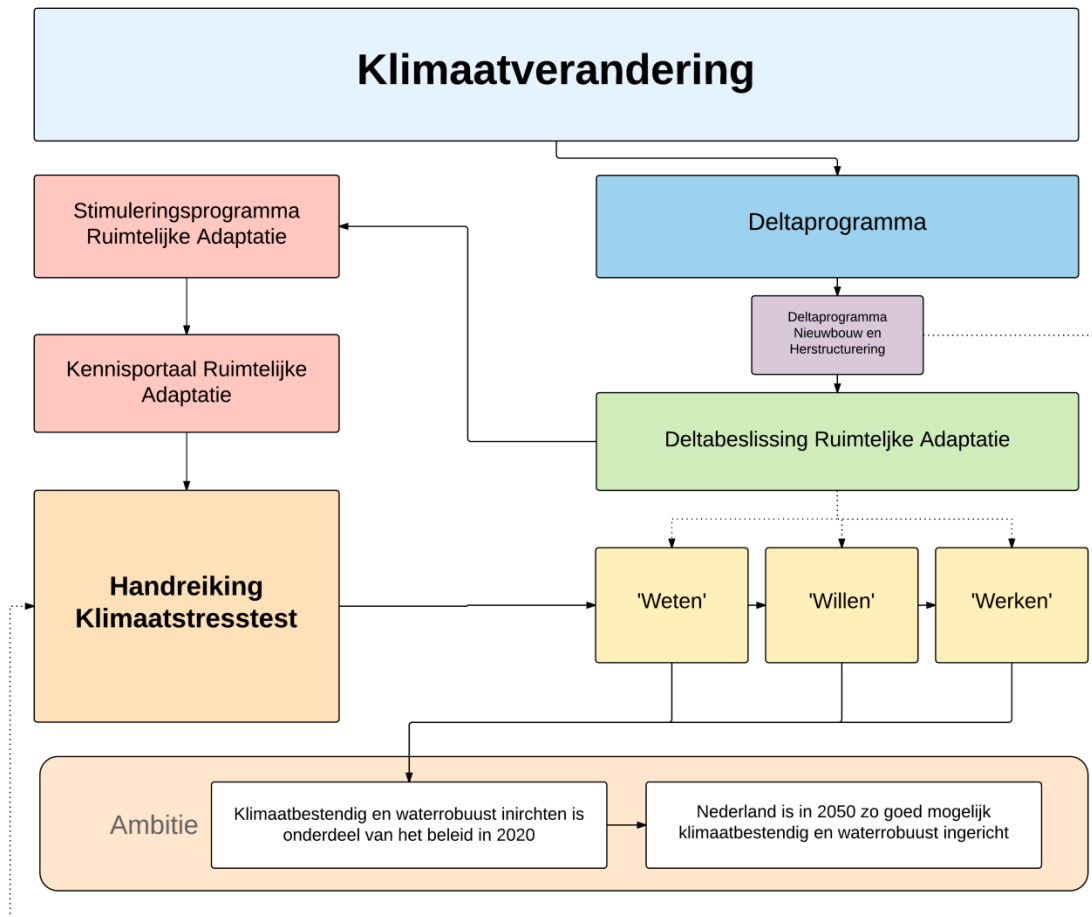 Klimaatverandering
Stimuleringsprogramma
Ruimtelijke Adaptatie
Deltaprogramma
Deltaprogramma
Nieuwbouw en
Herstructurering
Kennisportaal Ruimtelijke
Adaptatie
Deltabeslissing Ruimteljke Adaptatie
Handreiking
Klimaatstresstest
'Weten'
'Willen'
'Werken'
Ambitie
Klimaatbestendig en waterrobuust inirchten is
onderdeel van het beleid in 2020
Nederland is in 2050 zo goed mogelijk
klimaatbestendig en waterrobuust ingericht